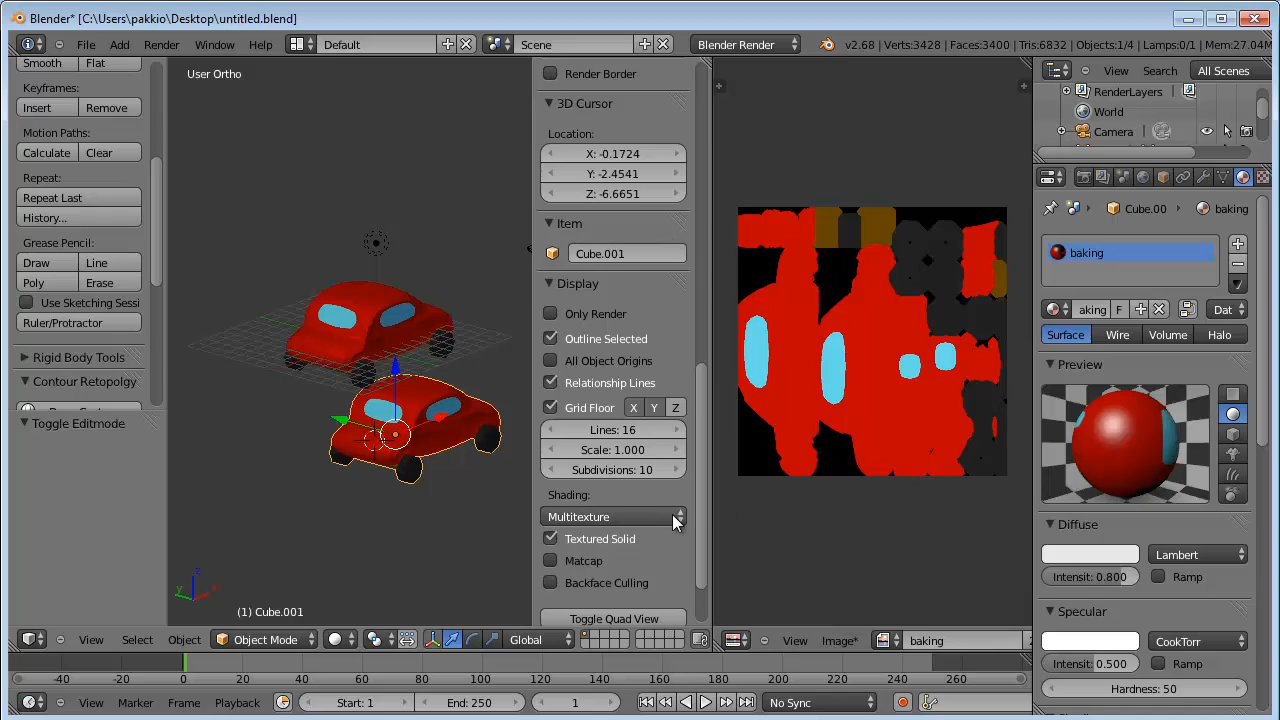 Blender* [C:\Users\pakkio\Desktop\untitled.blend]
File Add Render Window Help Default Scene Blender Render v2.68 | Verts:3428 | Faces:3400 | Tris:6832 | Objects:1/4 | Lamps:0/1 | Mem:27.04M
Smooth Flat
Keyframes:
Insert Remove
Motion Paths:
Calculate Clear
Repeat:
Repeat Last
History...
Grease Pencil:
Draw Line
Poly Erase
Use Sketching Sessi
Ruler/Protractor
Rigid Body Tools
Contour Retopolgy
Toggle Editmode
User Ortho
(1) Cube.001
z
y
x
Render Border
3D Cursor
Location:
X: -0.1724
Y: -2.4541
Z: -6.6651
Item
Cube.001
Display
Only Render
Outline Selected
All Object Origins
Relationship Lines
Grid Floor X Y Z
Lines: 16
Scale: 1.000
Subdivisions: 10
Shading:
Multitexture
Textured Solid
Matcap
Backface Culling
Toggle Quad View
View Search All Scenes
RenderLayers
World
Camera
Cube.00 baking
baking
aking F Dat
Surface Wire Volume Halo
Preview
Diffuse
Lambert
Intensit: 0.800 Ramp
Specular
CookTorr
Intensit: 0.500 Ramp
Hardness: 50
View Select Object Object Mode Global
View Image* baking
-40 -20 0 20 40 60 80 100 120 140 160 180 200 220 240 260
View Marker Frame Playback Start: 1 End: 250 1 No Sync